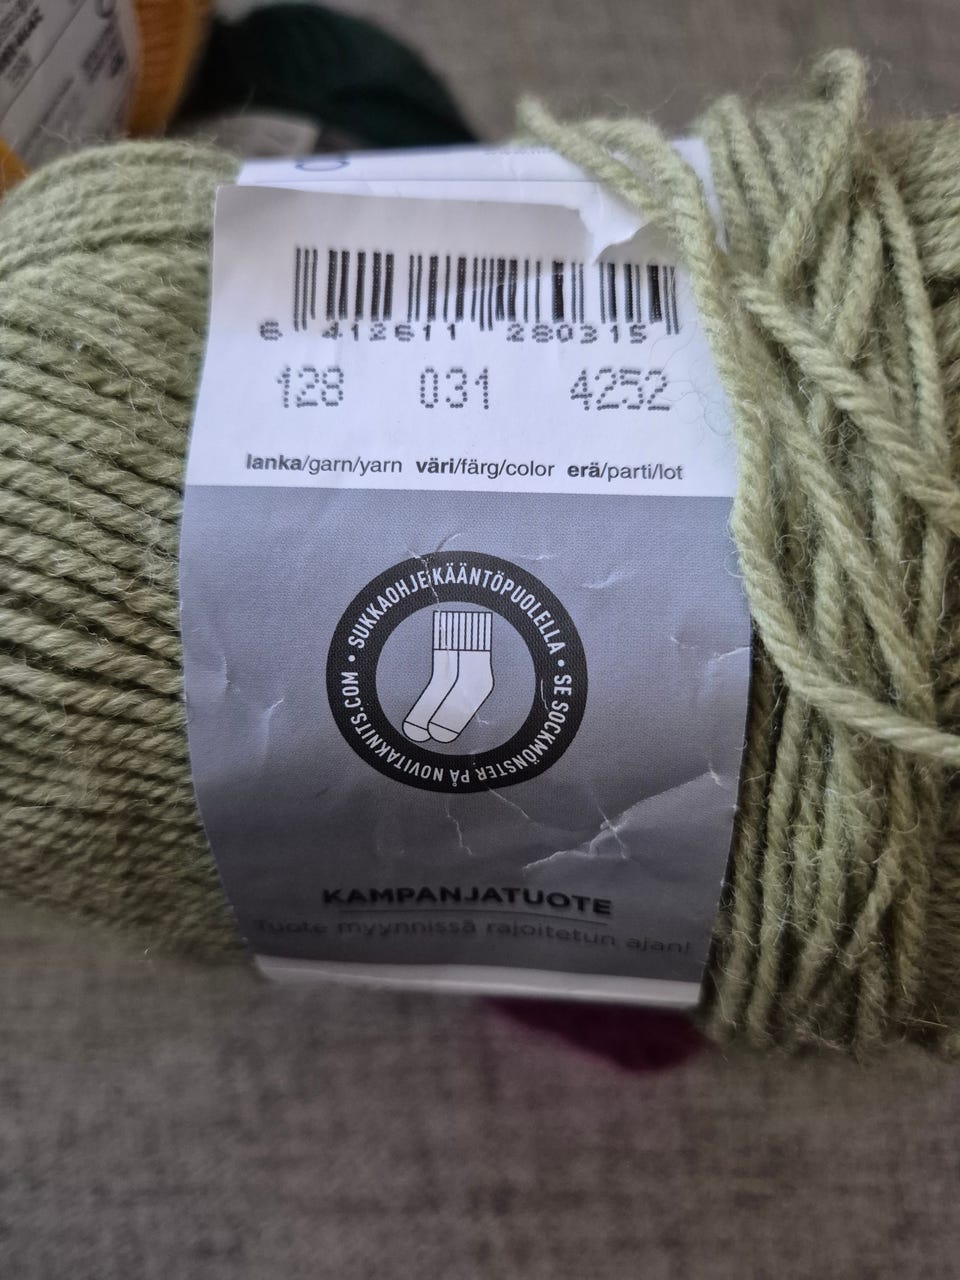 6 412611 280315
128 031 4252
lanka/garn/yarn väri/färg/color erä/parti/lot
SUKKAOHJE KÄÄNTÖPUOLELLA • SE SOCKMÖNSTER PÅ NOVITAKNITS.COM •
KAMPANJATUOTE
Tuote myynnissä rajoitetun ajan!